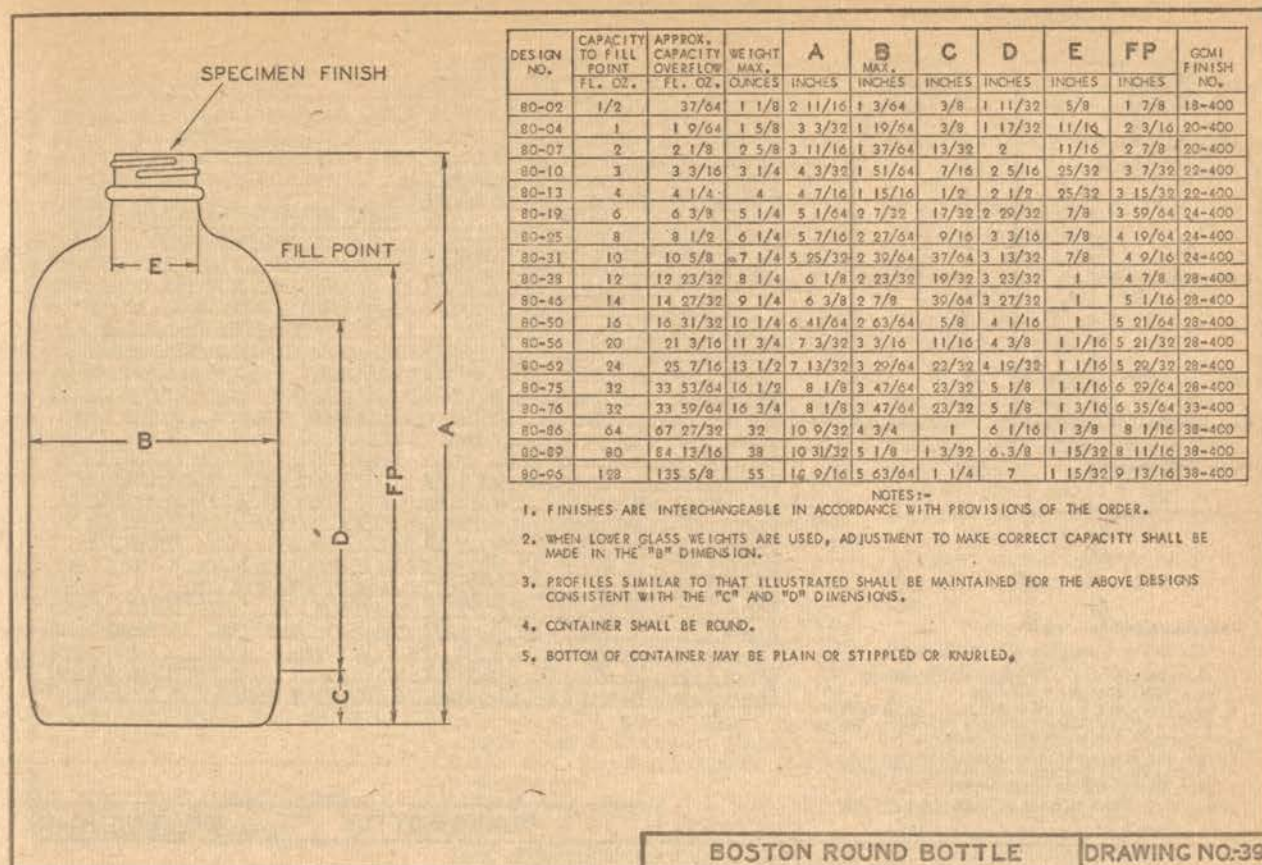 SPECIMEN FINISH
FILL POINT
E
B
A
FP
D
C
DESIGN NO. CAPACITY TO FILL POINT APPROX. CAPACITY OVERFLOW WEIGHT MAX. A B MAX. C D E FP GCMI FINISH NO.
FL. OZ. FL. OZ. OUNCES INCHES INCHES INCHES INCHES INCHES INCHES
80-02 1/2 37/64 1 1/8 2 11/16 1 3/64 3/8 1 11/32 5/8 1 7/8 18-400
80-04 1 1 9/64 1 5/8 3 3/32 1 19/64 3/8 1 17/32 11/16 2 3/16 20-400
80-07 2 2 1/8 2 5/8 3 11/16 1 37/64 13/32 2 11/16 2 7/8 20-400
80-10 3 3 3/16 3 1/4 4 3/32 1 51/64 7/16 2 5/16 25/32 3 7/32 22-400
80-13 4 4 1/4 4 4 7/16 1 15/16 1/2 2 1/2 25/32 3 15/32 22-400
80-19 6 6 3/8 5 1/4 5 1/64 2 7/32 17/32 2 29/32 7/8 3 59/64 24-400
80-25 8 8 1/2 6 1/4 5 7/16 2 27/64 9/16 3 3/16 7/8 4 19/64 24-400
80-31 10 10 5/8 7 1/4 5 25/32 2 39/64 37/64 3 13/32 7/8 4 9/16 24-400
80-38 12 12 23/32 8 1/4 6 1/8 2 23/32 19/32 3 23/32 1 4 7/8 28-400
80-46 14 14 27/32 9 1/4 6 3/8 2 7/8 39/64 3 27/32 1 5 1/16 28-400
80-50 16 16 31/32 10 1/4 6 41/64 2 63/64 5/8 4 1/16 1 5 21/64 28-400
80-56 20 21 3/16 11 3/4 7 3/32 3 3/16 11/16 4 3/8 1 1/16 5 21/32 28-400
80-62 24 25 7/16 13 1/2 7 13/32 3 29/64 23/32 4 19/32 1 1/16 5 29/32 28-400
80-75 32 33 53/64 16 1/2 8 1/8 3 47/64 23/32 5 1/8 1 1/16 6 29/64 28-400
80-76 32 33 59/64 16 3/4 8 1/8 3 47/64 23/32 5 1/8 1 3/16 6 35/64 33-400
80-86 64 67 27/32 32 10 9/32 4 3/4 1 6 1/16 1 3/8 8 1/16 38-400
80-89 80 84 13/16 38 10 31/32 5 1/8 1 3/32 6 3/8 1 15/32 8 11/16 38-400
80-96 128 135 5/8 55 9/16 5 63/64 1 1/4 7 1 15/32 9 13/16 38-400
NOTES:-
1. FINISHES ARE INTERCHANGEABLE IN ACCORDANCE WITH PROVISIONS OF THE ORDER.
2. WHEN LOWER GLASS WEIGHTS ARE USED, ADJUSTMENT TO MAKE CORRECT CAPACITY SHALL BE
MADE IN THE "B" DIMENSION.
3. PROFILES SIMILAR TO THAT ILLUSTRATED SHALL BE MAINTAINED FOR THE ABOVE DESIGNS
CONSISTENT WITH THE "C" AND "D" DIMENSIONS.
4. CONTAINER SHALL BE ROUND.
5. BOTTOM OF CONTAINER MAY BE PLAIN OR STIPPLED OR KNURLED.
BOSTON ROUND BOTTLE DRAWING NO:-39